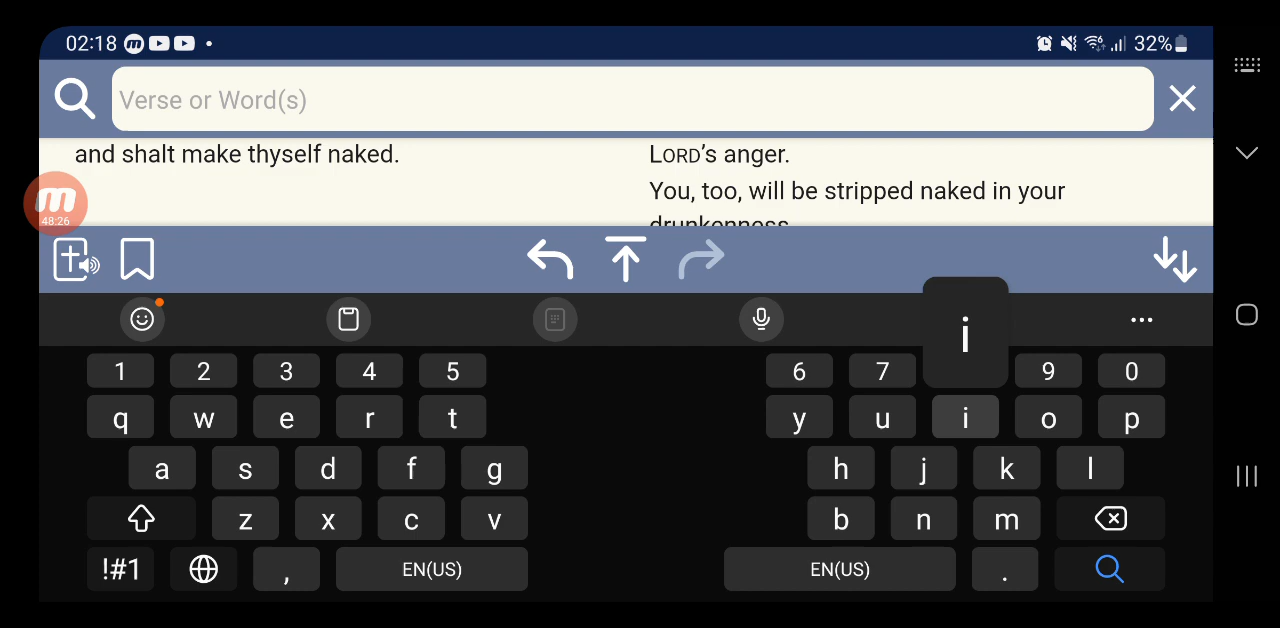 02:18 32%
Verse or Word(s)
and shalt make thyself naked.
LORD's anger.
You, too, will be stripped naked in your
drunkenness
48:26
i
1 2 3 4 5 6 7 9 0
q w e r t y u i o p
a s d f g h j k l
z x c v b n m
!#1 , EN(US) EN(US) .